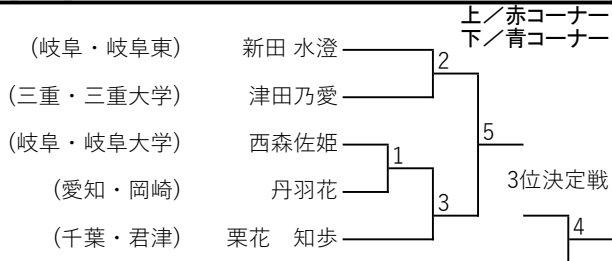 上／赤コーナー
下／青コーナー
(岐阜・岐阜東) 新田 水澄
2
(三重・三重大学) 津田乃愛
5
(岐阜・岐阜大学) 西森佐姫
1
3位決定戦
(愛知・岡崎) 丹羽花
3
4
(千葉・君津) 栗花　知歩